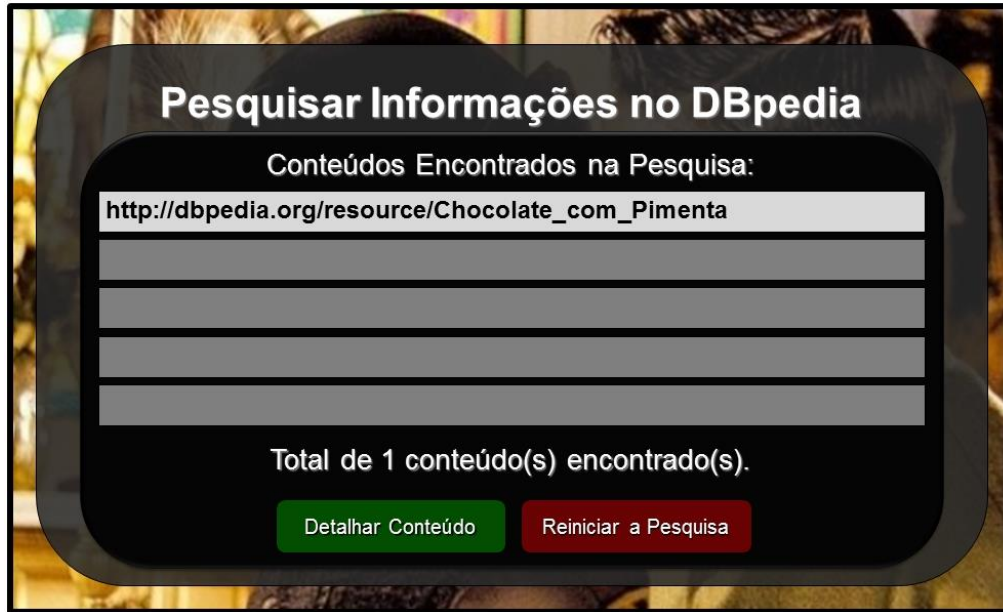 Pesquisar Informações no DBpedia
Conteúdos Encontrados na Pesquisa:
http://dbpedia.org/resource/Chocolate_com_Pimenta
Total de 1 conteúdo(s) encontrado(s).
Detalhar Conteúdo
Reiniciar a Pesquisa